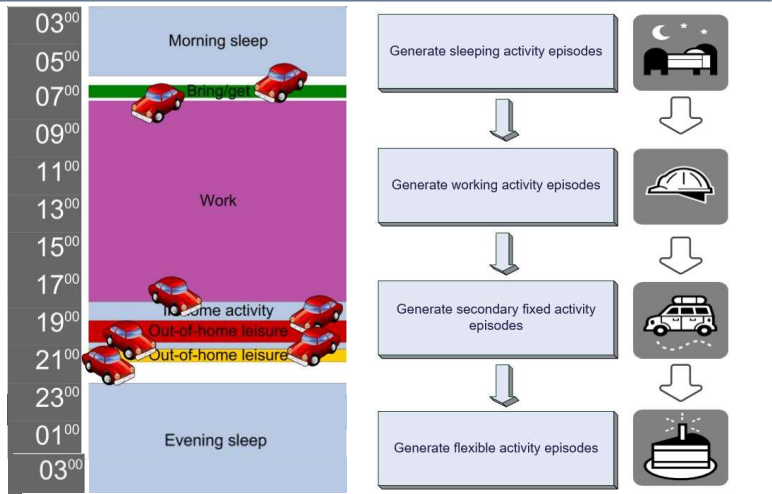 03⁰⁰
05⁰⁰
07⁰⁰
09⁰⁰
11⁰⁰
13⁰⁰
15⁰⁰
17⁰⁰
19⁰⁰
21⁰⁰
23⁰⁰
01⁰⁰
03⁰⁰
Morning sleep
Bring/get
Work
activity
Out-of-home leisure
Out-of-home leisure
Evening sleep
Generate sleeping activity episodes
Generate working activity episodes
Generate secondary fixed activity
episodes
Generate flexible activity episodes